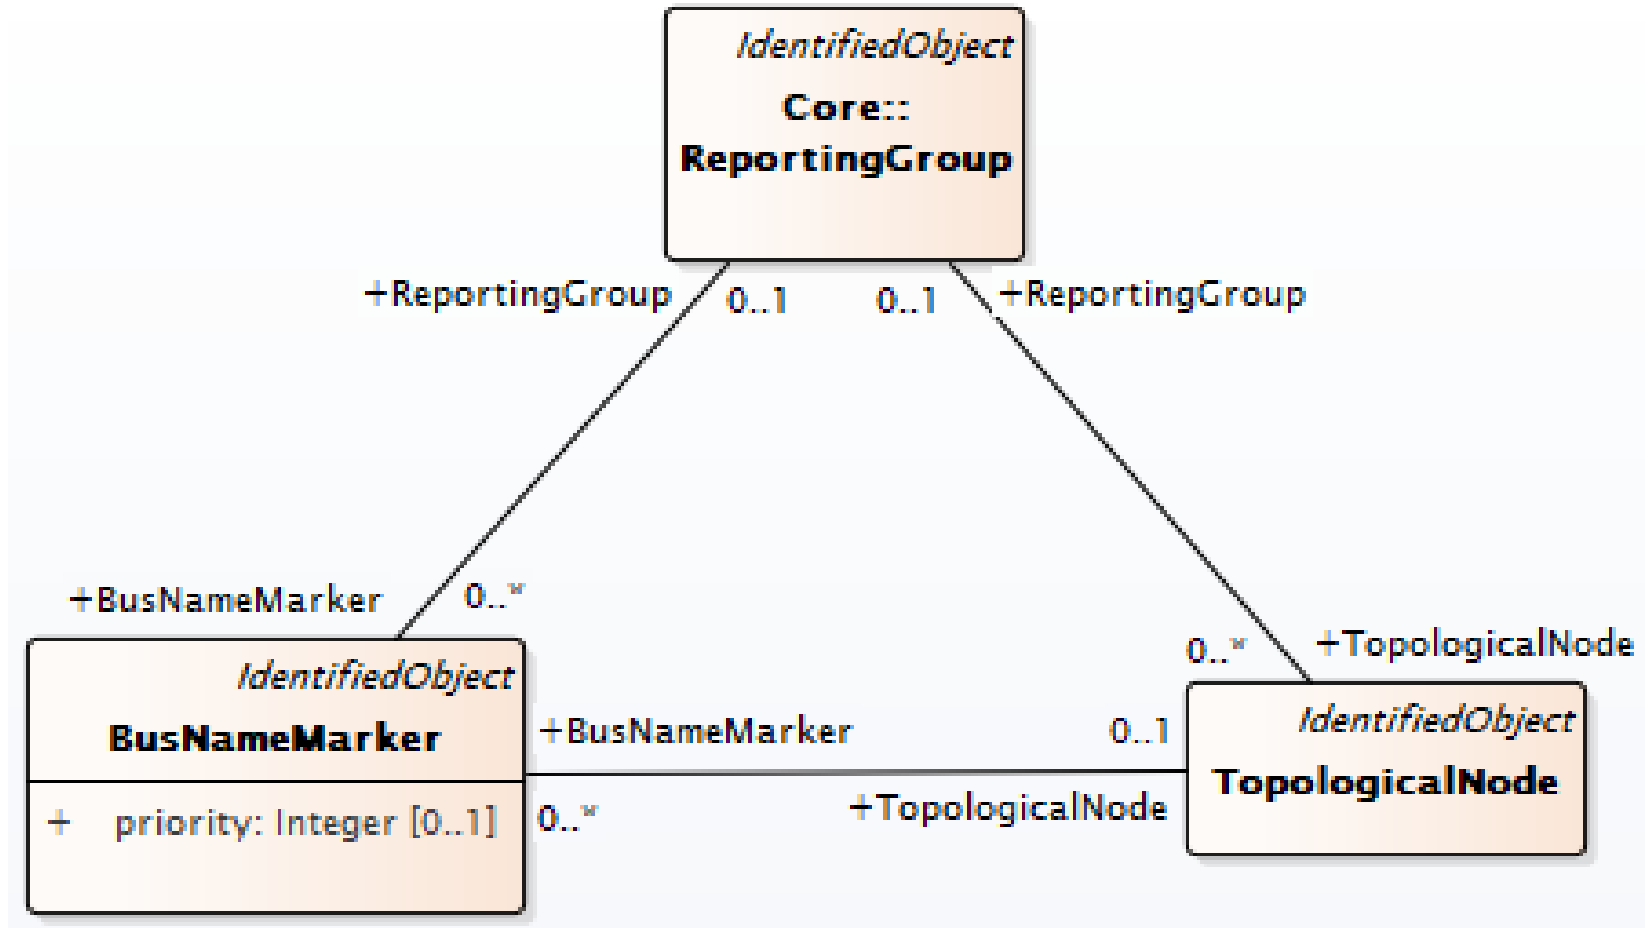 IdentifiedObject
Core::
ReportingGroup
+ReportingGroup
0..1
0..1
+ReportingGroup
+BusNameMarker
0..*
0..*
+TopologicalNode
IdentifiedObject
BusNameMarker
+ priority: Integer [0..1]
+BusNameMarker
0..1
0..*
+TopologicalNode
IdentifiedObject
TopologicalNode